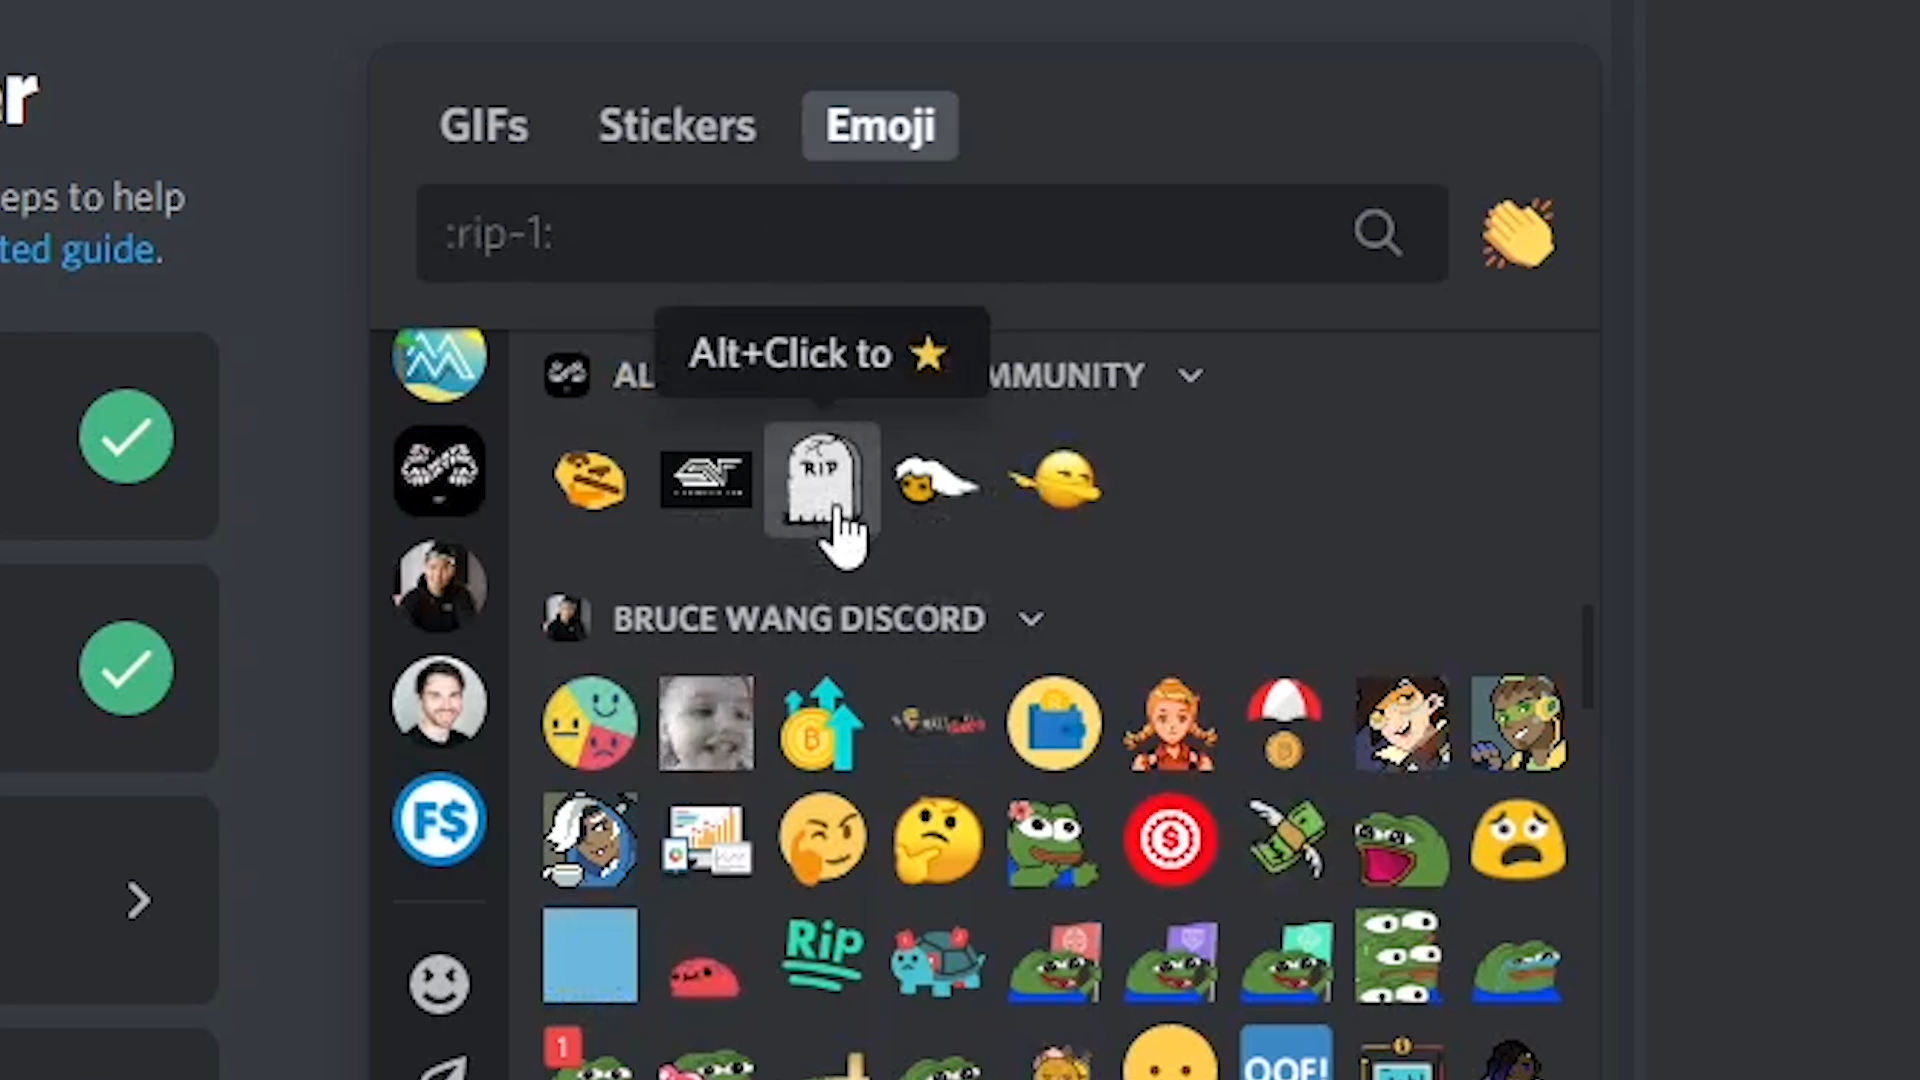 r
eps to help
ted guide.
GIFs Stickers Emoji
:rip-1:
Alt+Click to
AL MMUNITY
RIP
BRUCE WANG DISCORD
F$
Rip
1
OOF!